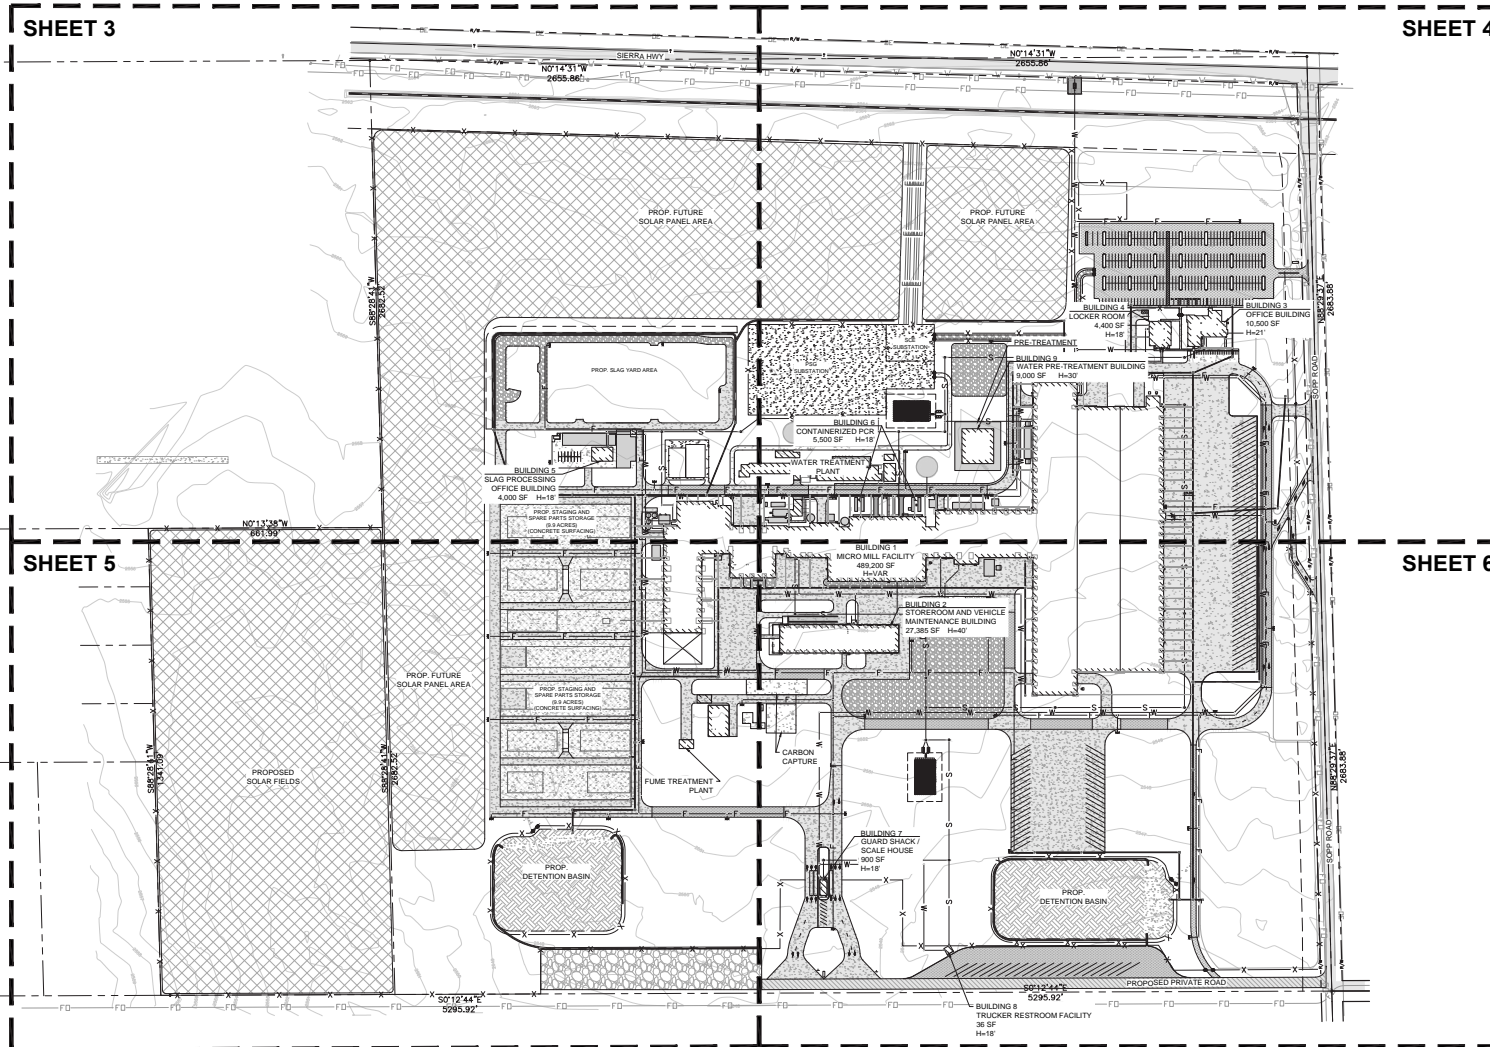 SHEET 3
SHEET 4
SIERRA HWY
N0°14'31"W
2655.86'
N0°14'31"W
2655.86'
PROP. FUTURE
SOLAR PANEL AREA
PROP. FUTURE
SOLAR PANEL AREA
S88°28'41"W
2682.52
N88°29'37"E
2683.88'
BUILDING 4
LOCKER ROOM
4,400 SF
H=18'
BUILDING 3
OFFICE BUILDING
10,500 SF
H=21'
SCE
SUBSTATION
PRE-TREATMENT
BUILDING 9
WATER PRE-TREATMENT BUILDING
9,000 SF H=30'
PROP. SLAG YARD AREA
PSG
SUBSTATION
SOPP ROAD
BUILDING 6
CONTAINERIZED PCR
5,500 SF H=18'
WATER TREATMENT
PLANT
BUILDING 5
SLAG PROCESSING
OFFICE BUILDING
4,000 SF H=18'
PROP. STAGING AND
SPARE PARTS STORAGE
(9.9 ACRES)
(CONCRETE SURFACING)
N0°13'38"W
661.99'
SHEET 5
SHEET 6
BUILDING 1
MICRO MILL FACILITY
489,200 SF
H=VAR
BUILDING 2
STOREROOM AND VEHICLE
MAINTENANCE BUILDING
27,385 SF H=40'
PROP. FUTURE
SOLAR PANEL AREA
PROP. STAGING AND
SPARE PARTS STORAGE
(9.9 ACRES)
(CONCRETE SURFACING)
S88°28'41"W
1341.09'
S88°28'41"W
2682.52
PROPOSED
SOLAR FIELDS
CARBON
CAPTURE
FUME TREATMENT
PLANT
N88°29'37"E
2683.88'
SOPP ROAD
BUILDING 7
GUARD SHACK /
SCALE HOUSE
900 SF
H=18'
PROP.
DETENTION BASIN
PROP.
DETENTION BASIN
PROPOSED PRIVATE ROAD
S0°12'44"E
5295.92'
S0°12'44"E
5295.92'
BUILDING 8
TRUCKER RESTROOM FACILITY
36 SF
H=18'